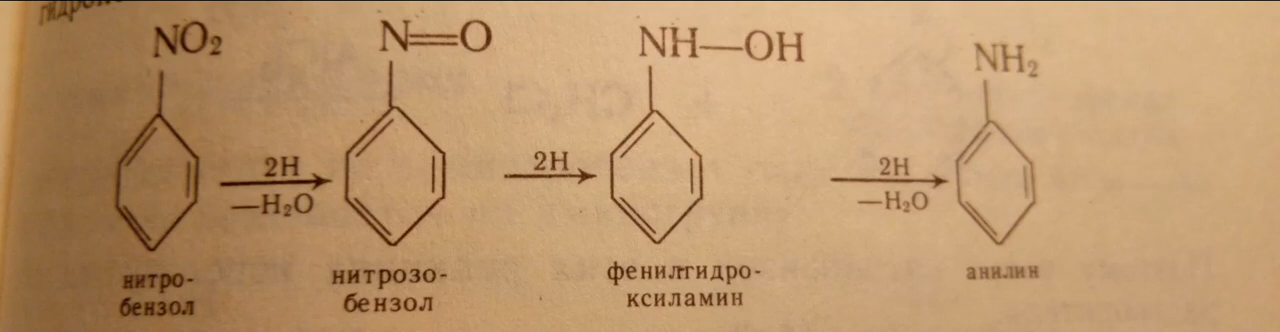 NO₂
N=O
NH—OH
NH₂
2H
—H₂O
2H
2H
—H₂O
нитро-
бензол
нитрозо-
бензол
фенилгидро-
ксиламин
анилин